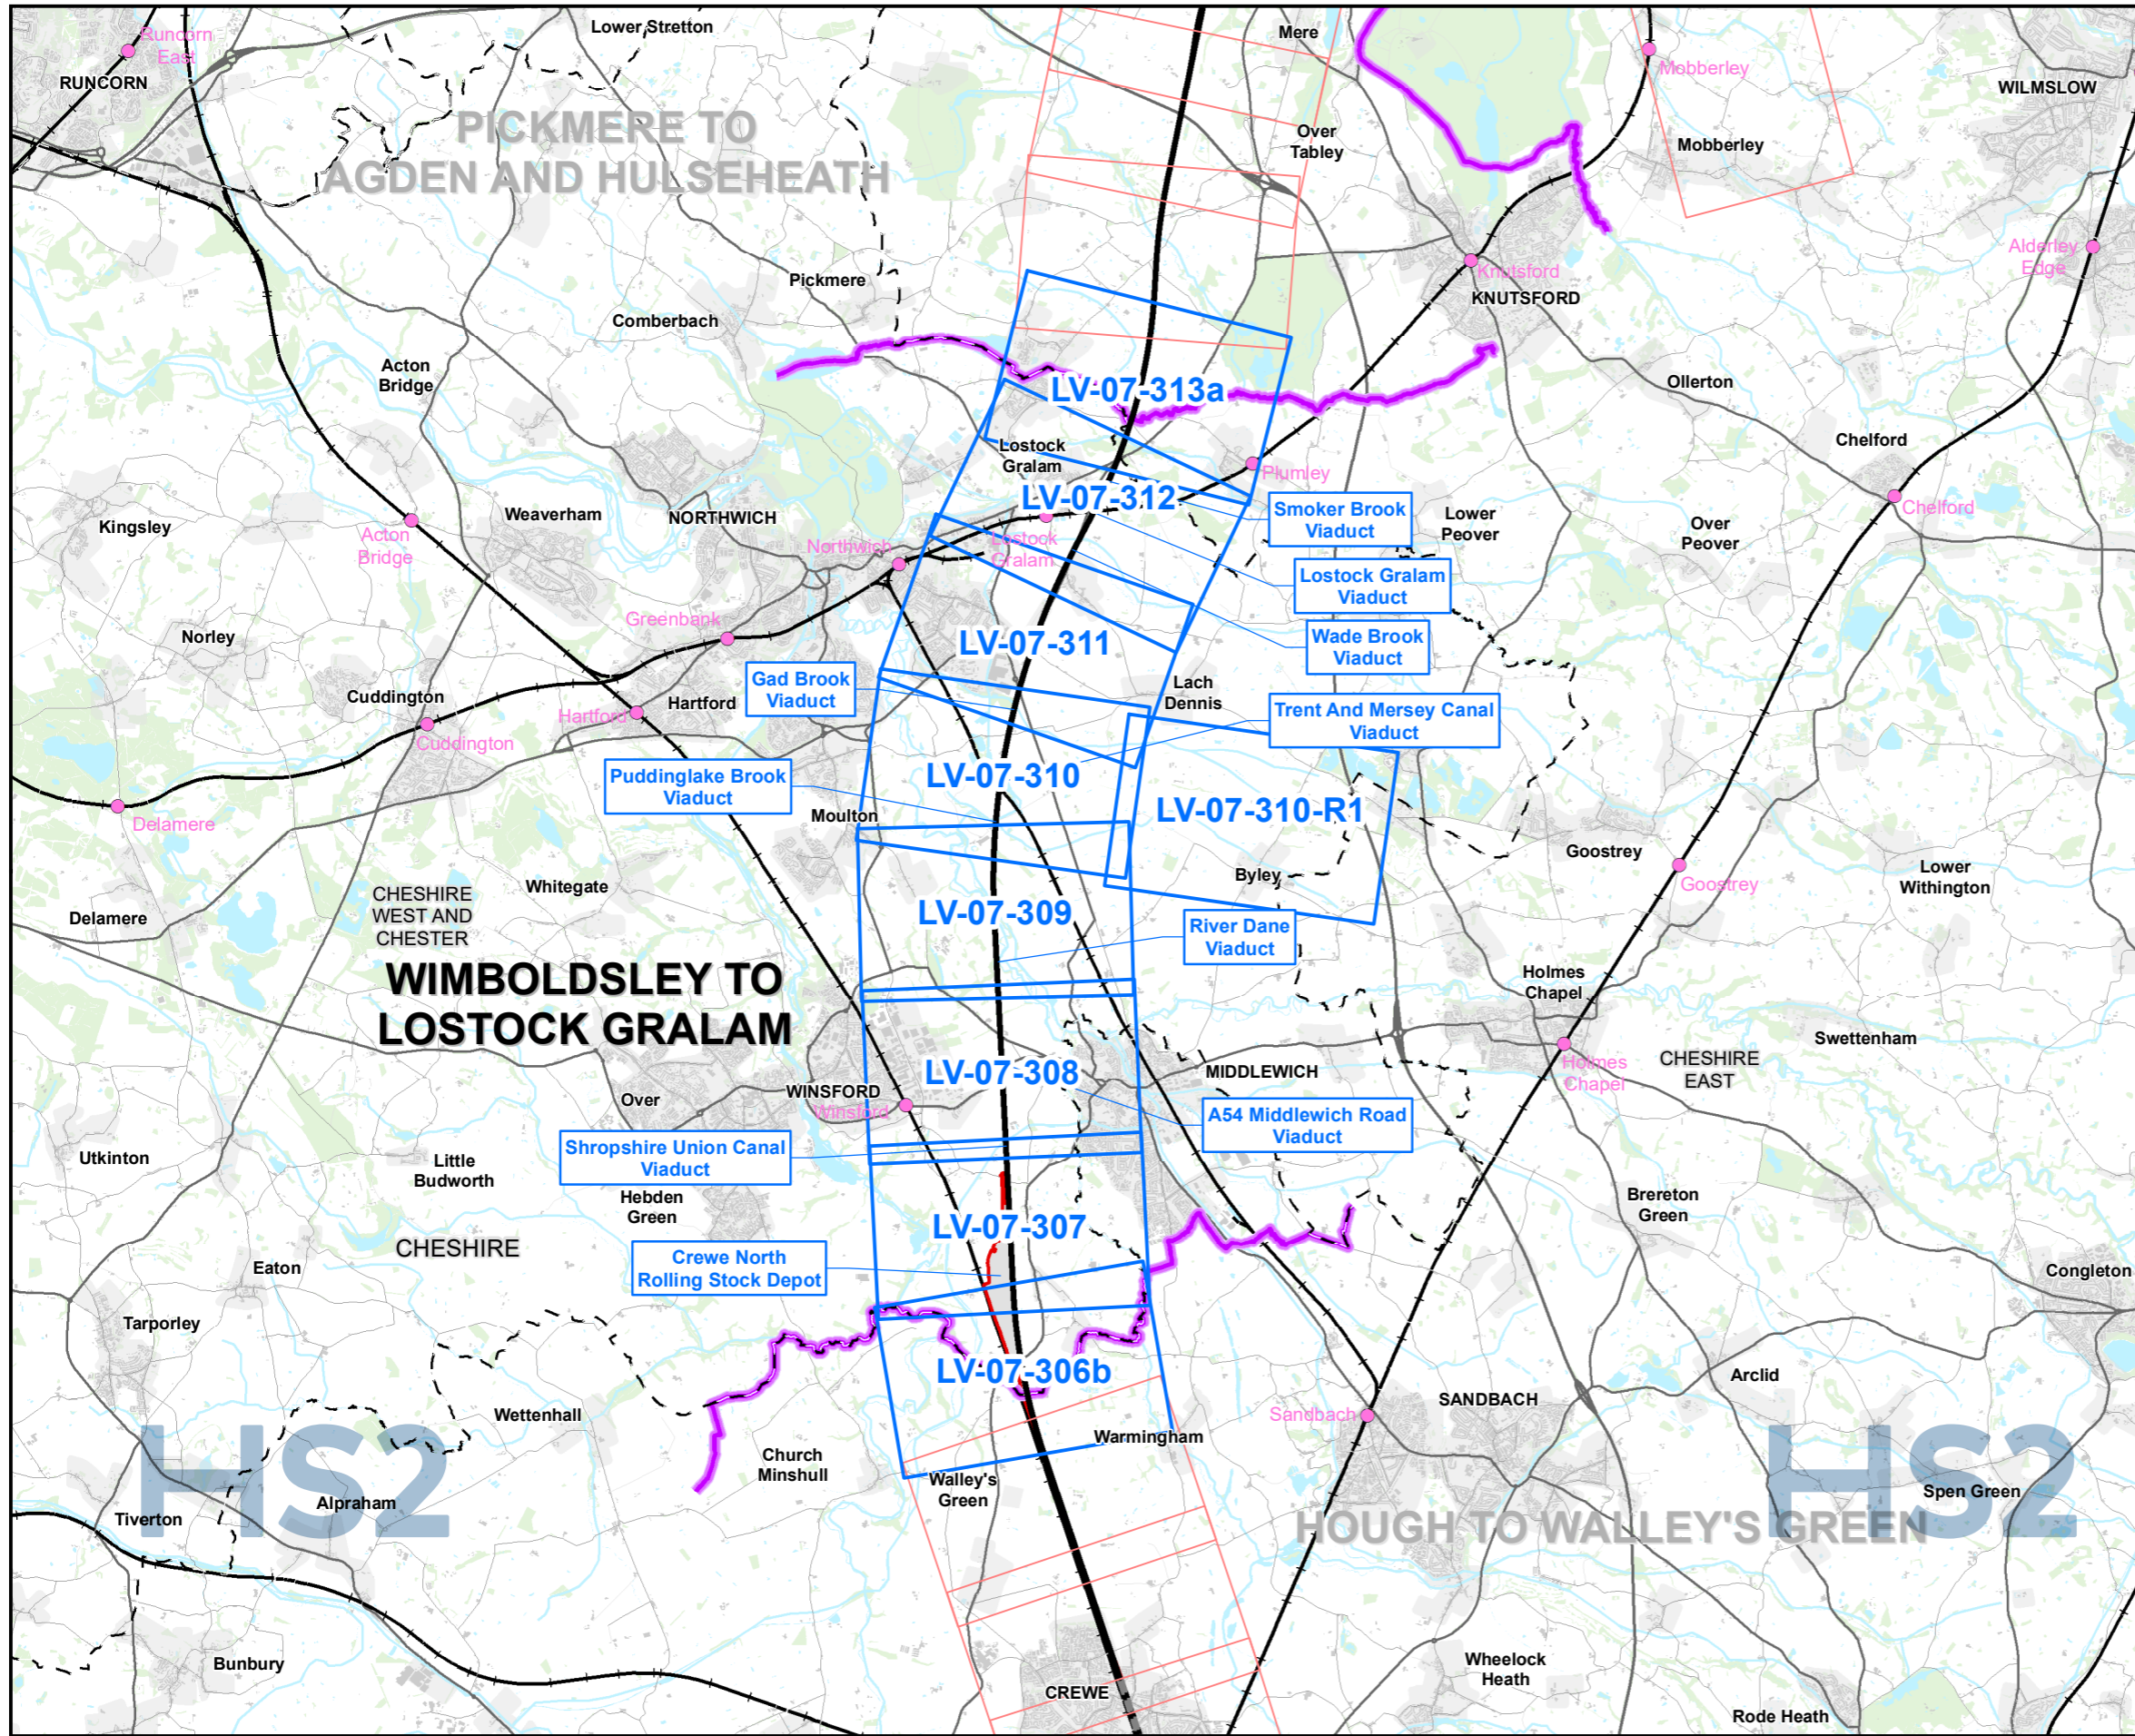 Runcorn
East
RUNCORN
Lower Stretton
Mere
Mobberley
WILMSLOW
PICKMERE TO
AGDEN AND HULSEHEATH
Over
Tabley
Mobberley
Alderley
Edge
Knutsford
KNUTSFORD
Pickmere
Comberbach
Acton
Bridge
LV-07-313a
Ollerton
Chelford
Lostock
Gralam
Plumley
LV-07-312
Chelford
Kingsley
Weaverham
NORTHWICH
Acton
Bridge
Northwich
Lostock
Gralam
Smoker Brook
Viaduct
Lower
Peover
Over
Peover
Lostock Gralam
Viaduct
Greenbank
Norley
LV-07-311
Wade Brook
Viaduct
Gad Brook
Viaduct
Lach
Dennis
Cuddington
Hartford
Hartford
Trent And Mersey Canal
Viaduct
Cuddington
Puddinglake Brook
Viaduct
LV-07-310
LV-07-310-R1
Delamere
Moulton
Goostrey
Goostrey
Lower
Withington
Byley
Whitegate
CHESHIRE
WEST AND
CHESTER
Delamere
LV-07-309
River Dane
Viaduct
WIMBOLDSLEY TO
LOSTOCK GRALAM
Holmes
Chapel
Swettenham
Holmes
Chapel
CHESHIRE
EAST
LV-07-308
MIDDLEWICH
WINSFORD
Winsford
Over
A54 Middlewich Road
Viaduct
Shropshire Union Canal
Viaduct
Utkinton
Little
Budworth
Hebden
Green
Brereton
Green
LV-07-307
CHESHIRE
Crewe North
Rolling Stock Depot
Eaton
Congleton
Tarporley
LV-07-306b
Arclid
SANDBACH
Sandbach
Wettenhall
Warmingham
Church
Minshull
Walley's
Green
HS2
HS2
Alpraham
Tiverton
Spen Green
HOUGH TO WALLEY'S GREEN
Bunbury
CREWE
Wheelock
Heath
Rode Heath